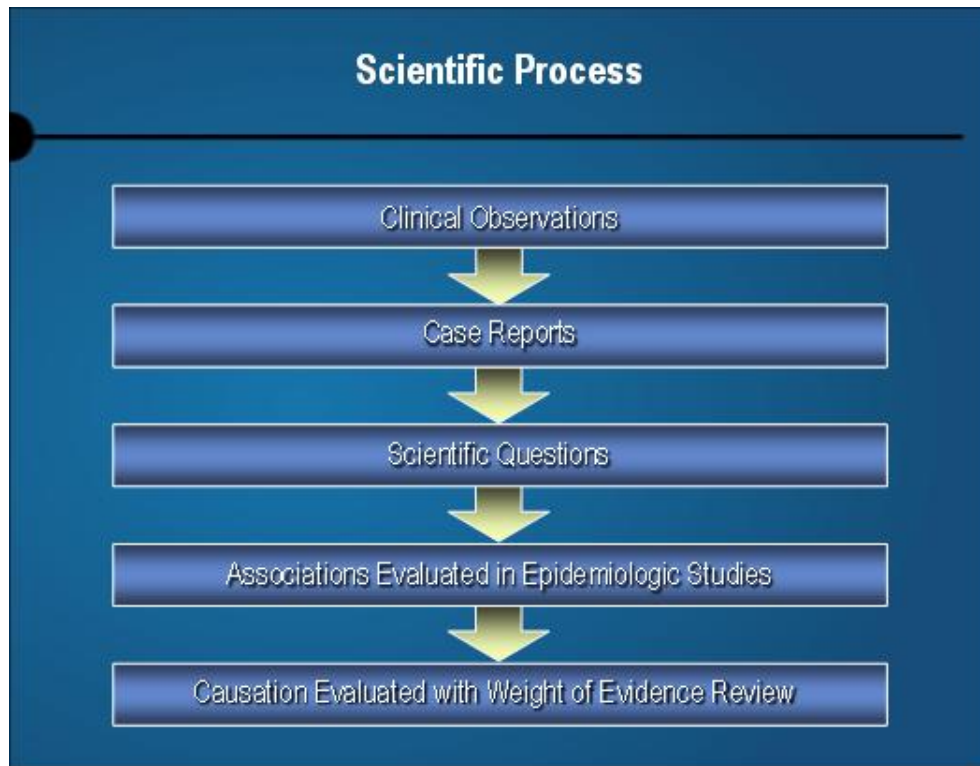 Scientific Process
Clinical Observations
Case Reports
Scientific Questions
Associations Evaluated in Epidemiologic Studies
Causation Evaluated with Weight of Evidence Review